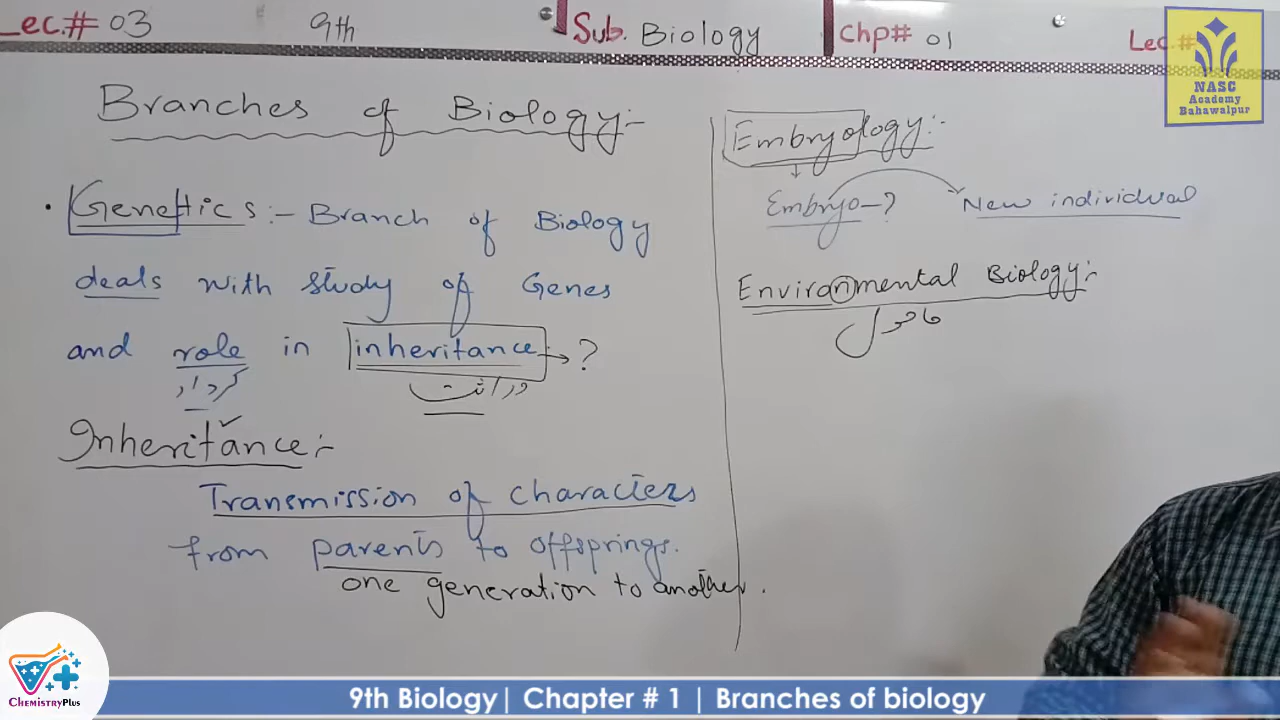 Lec.# 03 9th Sub. Biology Chp# 01 Lec.#
NASC
Academy
Bahawalpur
Branches of Biology:-
• Genetics:- Branch of Biology
deals with study of Genes
and role in inheritance → ?
کردار وراثت
Inheritance:-
Transmission of characters
from parents to offsprings.
one generation to another.
Embryology:-
Embryo-? New individual
Environmental Biology:-
ماحول
ChemistryPlus
9th Biology| Chapter # 1 | Branches of biology